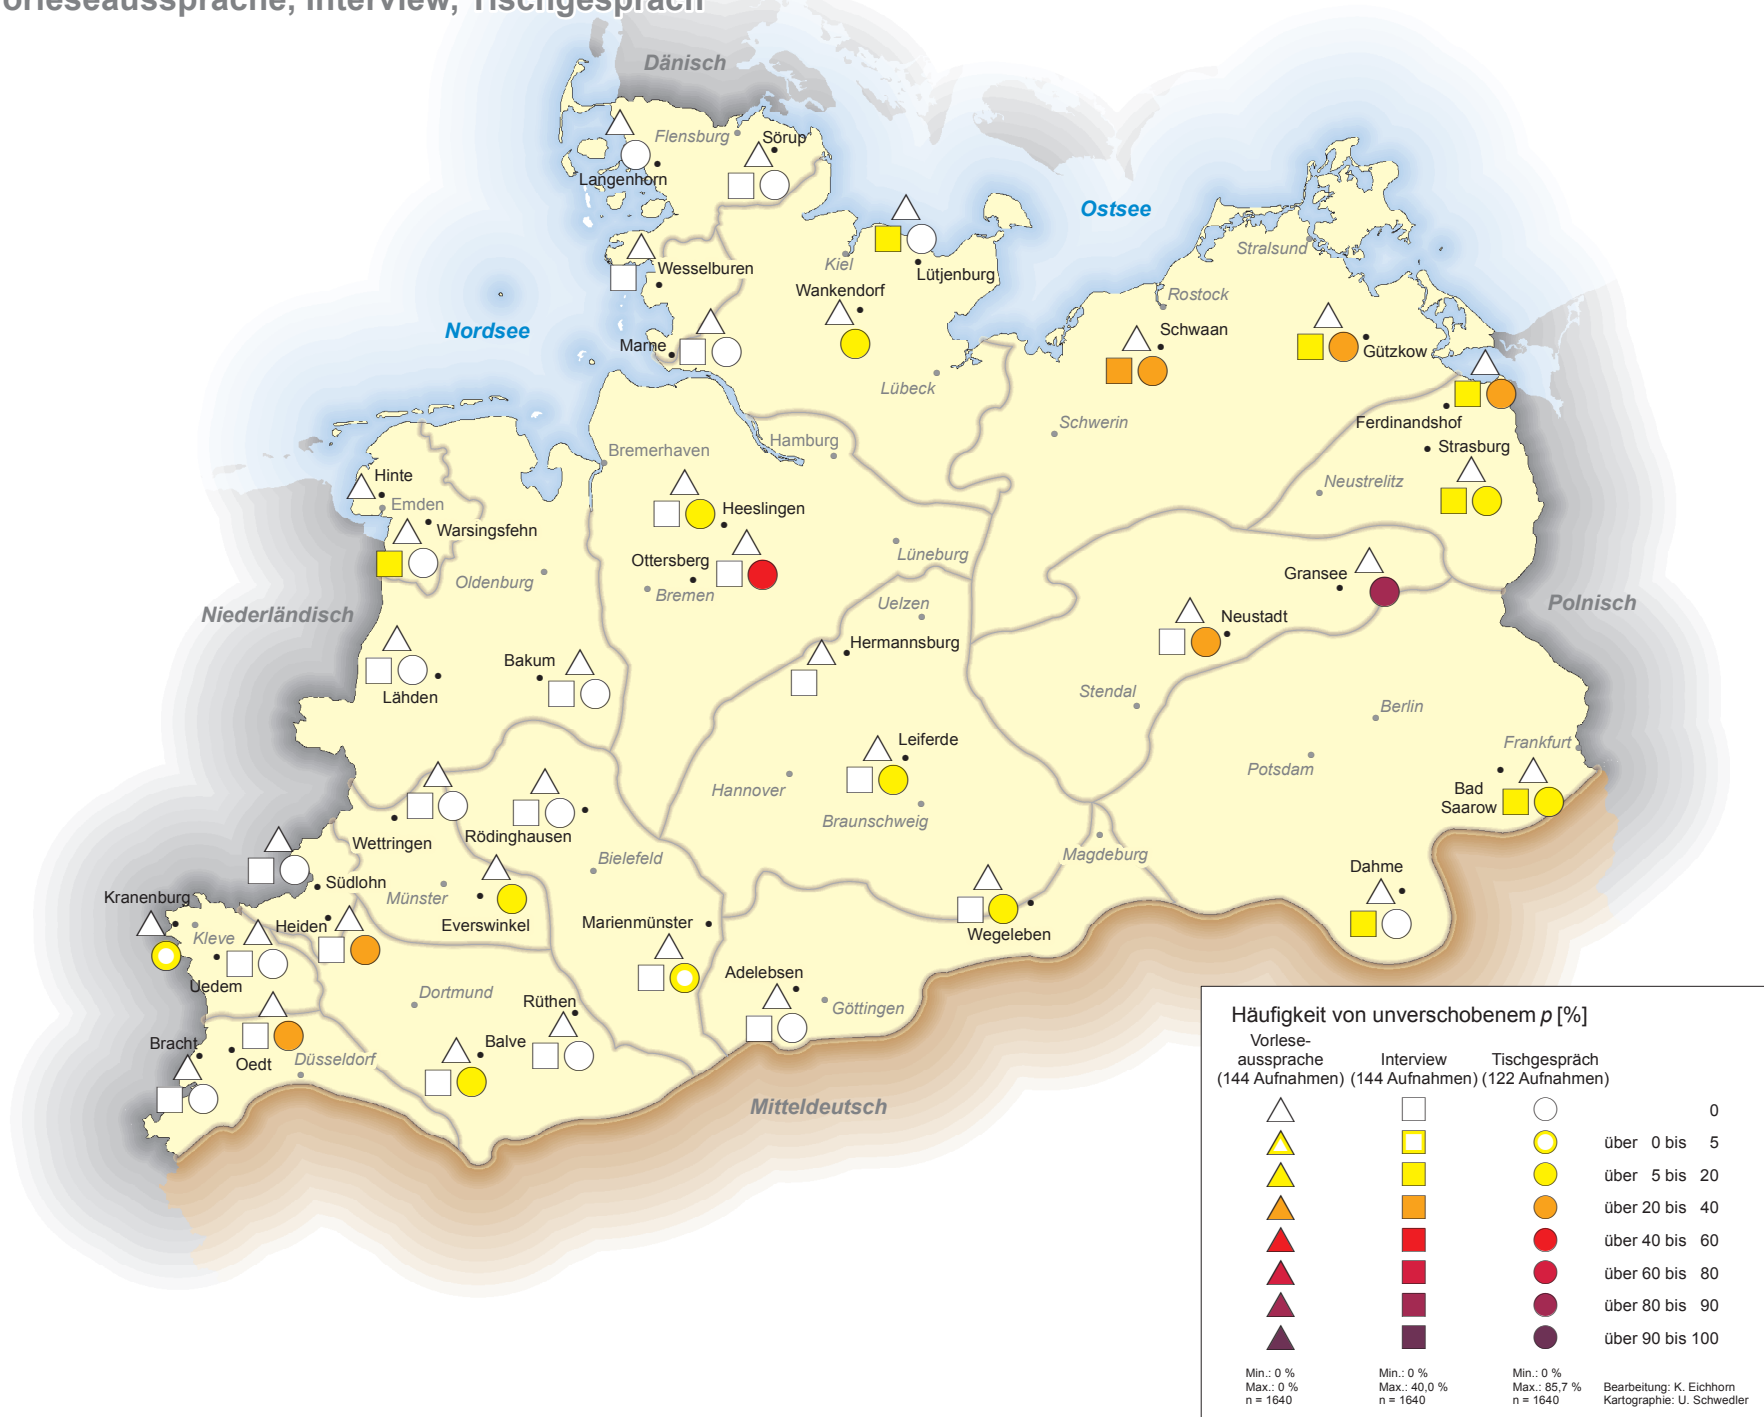 orleseaussprache, Interview, Tischgespräch
Dänisch
Flensburg
Sörup
Langenhorn
Ostsee
Stralsund
Kiel
Wesselburen
Lütjenburg
Wankendorf
Rostock
Nordsee
Schwaan
Marne
Gützkow
Lübeck
Ferdinandshof
Schwerin
Hamburg
Strasburg
Bremerhaven
Hinte
Neustrelitz
Emden
Heeslingen
Warsingsfehn
Lüneburg
Ottersberg
Gransee
Oldenburg
Bremen
Uelzen
Polnisch
Niederländisch
Neustadt
Hermannsburg
Bakum
Stendal
Lähden
Berlin
Leiferde
Frankfurt
Potsdam
Hannover
Bad
Saarow
Braunschweig
Rödinghausen
Wettringen
Magdeburg
Bielefeld
Dahme
Südlohn
Kranenburg
Münster
Heiden
Everswinkel
Marienmünster
Wegeleben
Kleve
Adelebsen
Uedem
Dortmund
Rüthen
Göttingen
Bracht
Balve
Oedt
Düsseldorf
Mitteldeutsch
Häufigkeit von unverschobenem p [%]
Vorlese-
aussprache Interview Tischgespräch
(144 Aufnahmen) (144 Aufnahmen) (122 Aufnahmen)
0
über 0 bis 5
über 5 bis 20
über 20 bis 40
über 40 bis 60
über 60 bis 80
über 80 bis 90
über 90 bis 100
Min.: 0 % Min.: 0 % Min.: 0 %
Max.: 0 % Max.: 40,0 % Max.: 85,7 % Bearbeitung: K. Eichhorn
n = 1640 n = 1640 n = 1640 Kartographie: U. Schwedler